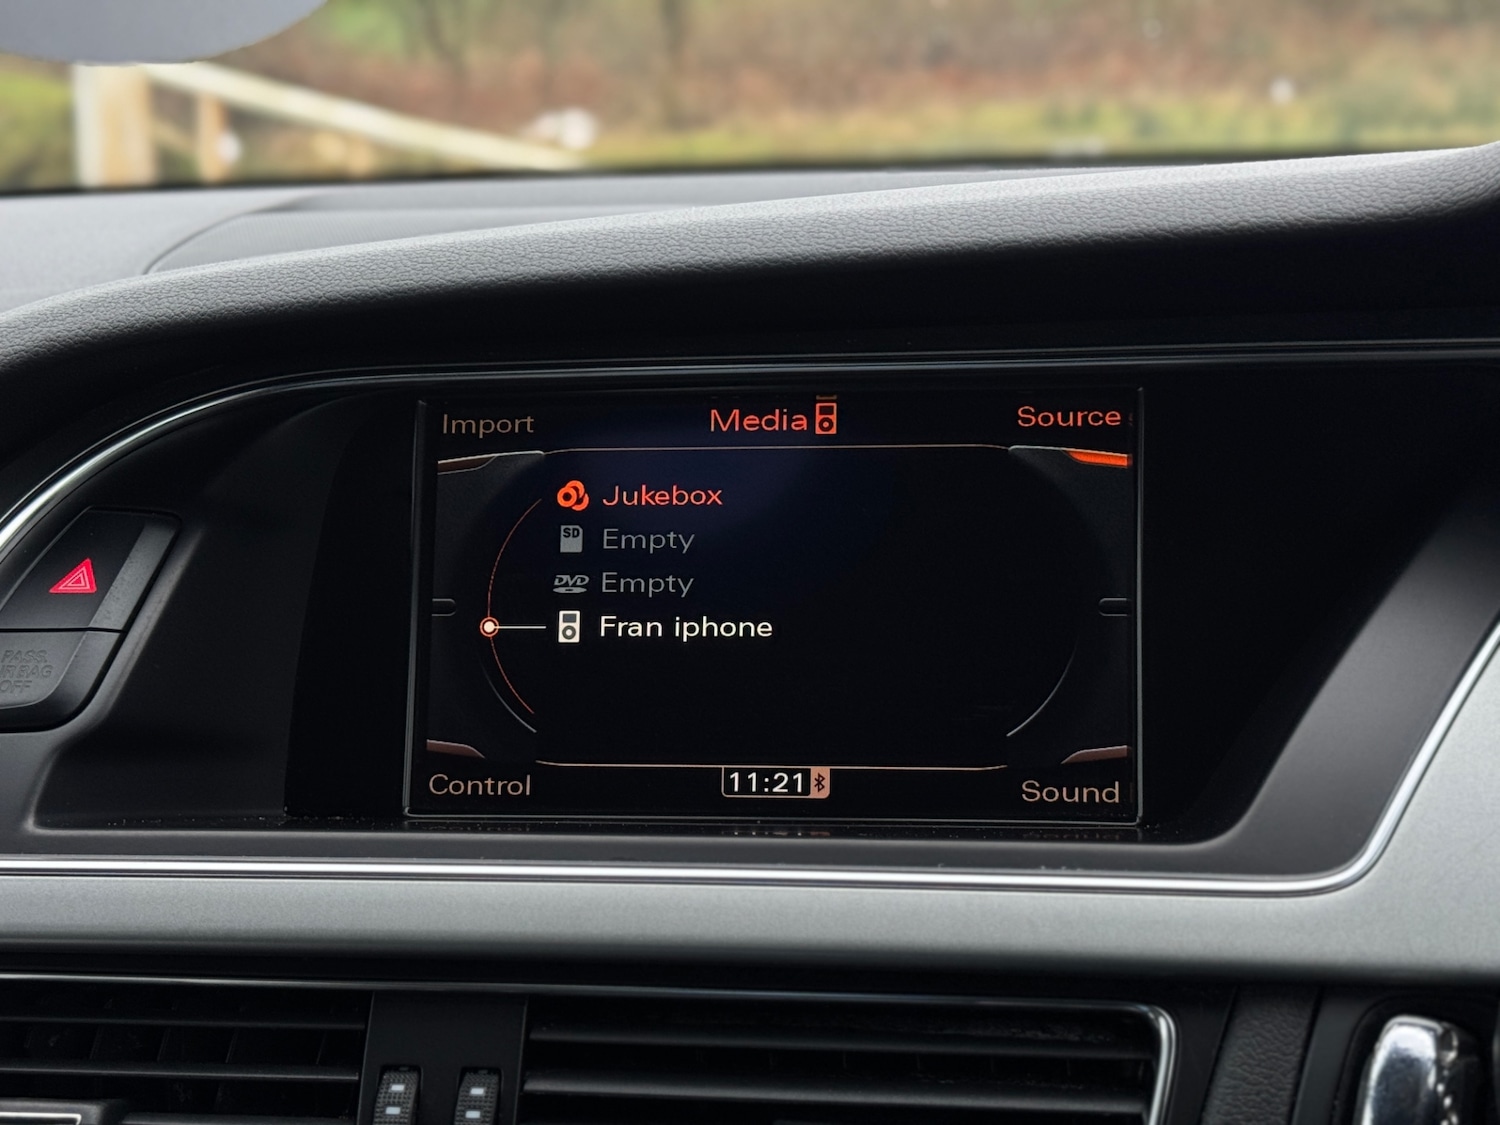 Import
Media
Source
Jukebox
SD Empty
DVD Empty
Fran iphone
Control
11:21
Sound
PASS.
AIRBAG
OFF